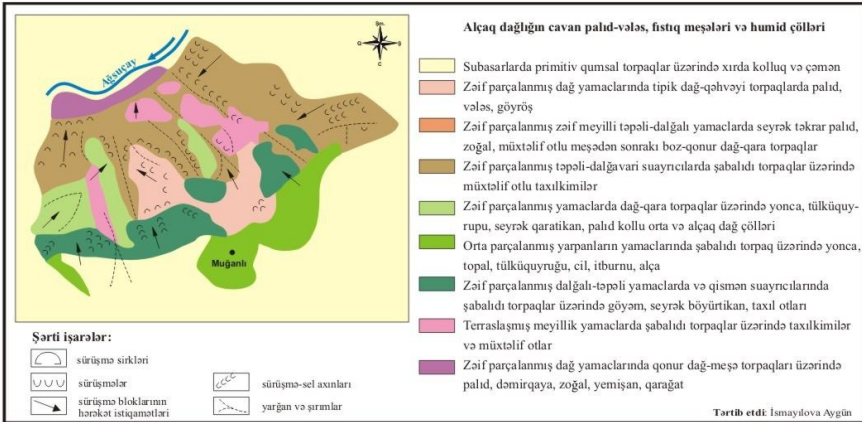 Ağsuçay
Şm.
Q
Ş
C
Muğanlı
Şərti işarələr:
sürüşmə sirkləri
sürüşmələr
sürüşmə bloklarının
hərəkət istiqamətləri
sürüşmə-sel axınları
yarğan və şırımlar
Alçaq dağlığın cavan palıd-vələs, fıstıq meşələri və humid çölləri
Subasarlarda primitiv qumsal torpaqlar üzərində xırda kolluq və çəmən
Zəif parçalanmış dağ yamaclarında tipik dağ-qəhvəyi torpaqlarda palıd,
vələs, göyröş
Zəif parçalanmış zəif meyilli təpəli-dalğalı yamaclarda seyrək təkrar palıd,
zoğal, müxtəlif otlu meşədən sonrakı boz-qonur dağ-qara torpaqlar
Zəif parçalanmış təpəli-dalğavari suayrıcılarda şabalıdı torpaqlar üzərində
müxtəlif otlu taxılkimilər
Zəif parçalanmış yamaclarda dağ-qara torpaqlar üzərində yonca, tülküquy-
rupu, seyrək qaratikan, palıd kollu orta və alçaq dağ çölləri
Orta parçalanmış yarpanların yamaclarında şabalıdı torpaq üzərində yonca,
topal, tülküquyruğu, cil, itburnu, alça
Zəif parçalanmış dalğalı-təpəli yamaclarda və qismən suayrıcılarında
şabalıdı torpaqlar üzərində göyəm, seyrək böyürtikan, taxıl otları
Terraslaşmış meyillik yamaclarda şabalıdı torpaqlar üzərində taxılkimilər
və müxtəlif otlar
Zəif parçalanmış dağ yamaclarında qonur dağ-meşə torpaqları üzərində
palıd, dəmirqaya, zoğal, yemişan, qarağat
Tərtib etdi: İsmayılova Aygün